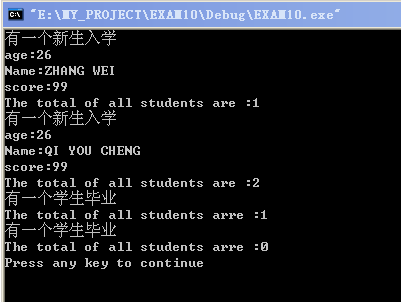 "E:\MY_PROJECT\EXAM10\Debug\EXAM10.exe"
有一个新生入学
age:26
Name:ZHANG WEI
score:99
The total of all students are :1
有一个新生入学
age:26
Name:QI YOU CHENG
score:99
The total of all students are :2
有一个学生毕业
The total of all students arre :1
有一个学生毕业
The total of all students arre :0
Press any key to continue